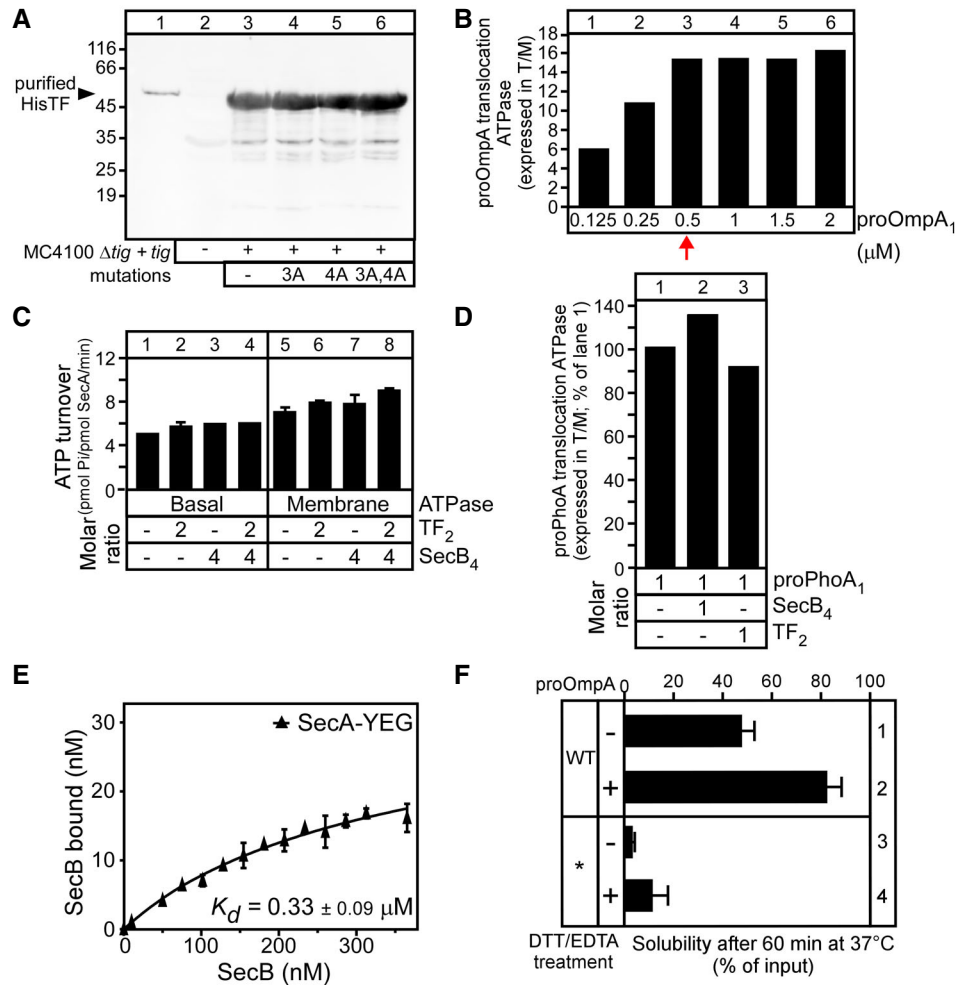 A
1 2 3 4 5 6
116
66
45
35
25
19
purified
HisTF
MC4100 Δtig + tig - + + + +
mutations - 3A 4A 3A,4A
B
1 2 3 4 5 6
proOmpA translocation
ATPase
(expressed in T/M)
18
16
14
12
10
8
6
4
2
0
0.125 0.25 0.5 1 1.5 2 proOmpA1
(μM)
C
1 2 3 4 5 6 7 8
ATP turnover
(pmol Pi/pmol SecA/min)
12
8
4
0
Basal Membrane ATPase
Molar
ratio
- 2 - 2 - 2 - 2 TF2
- - 4 4 - - 4 4 SecB4
D
1 2 3
proPhoA translocation ATPase
(expressed in T/M; % of lane 1)
140
100
80
60
40
20
0
Molar
ratio
1 1 1 proPhoA1
- 1 - SecB4
- - 1 TF2
E
SecB bound (nM)
30
20
10
0
SecA-YEG
Kd = 0.33 ± 0.09 μM
0 100 200 300
SecB (nM)
F
proOmpA 0 20 40 60 80 100
WT
- 1
+ 2
*
- 3
+ 4
DTT/EDTA
treatment
Solubility after 60 min at 37°C
(% of input)